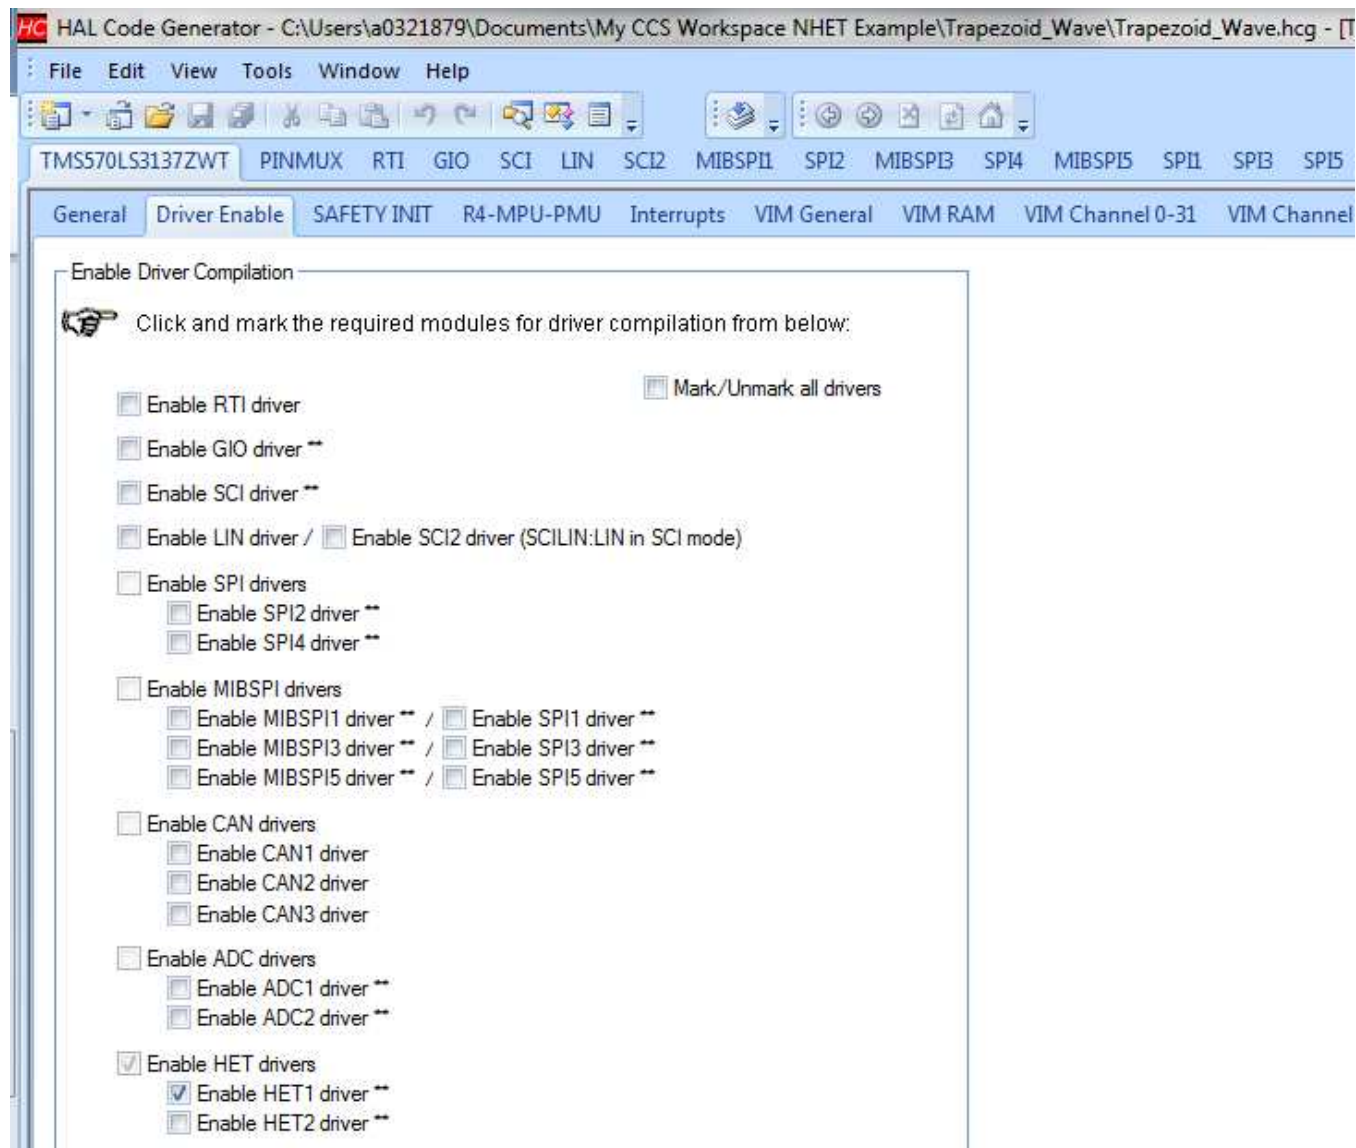 HC HAL Code Generator - C:\Users\a0321879\Documents\My CCS Workspace NHET Example\Trapezoid_Wave\Trapezoid_Wave.hcg - [T
File Edit View Tools Window Help
TMS570LS3137ZWT PINMUX RTI GIO SCI LIN SCI2 MIBSPI1 SPI2 MIBSPI3 SPI4 MIBSPI5 SPI1 SPI3 SPI5
General Driver Enable SAFETY INIT R4-MPU-PMU Interrupts VIM General VIM RAM VIM Channel 0-31 VIM Channel
Enable Driver Compilation
Click and mark the required modules for driver compilation from below:
Mark/Unmark all drivers
Enable RTI driver
Enable GIO driver **
Enable SCI driver **
Enable LIN driver / Enable SCI2 driver (SCILIN:LIN in SCI mode)
Enable SPI drivers
Enable SPI2 driver **
Enable SPI4 driver **
Enable MIBSPI drivers
Enable MIBSPI1 driver ** / Enable SPI1 driver **
Enable MIBSPI3 driver ** / Enable SPI3 driver **
Enable MIBSPI5 driver ** / Enable SPI5 driver **
Enable CAN drivers
Enable CAN1 driver
Enable CAN2 driver
Enable CAN3 driver
Enable ADC drivers
Enable ADC1 driver **
Enable ADC2 driver **
Enable HET drivers
Enable HET1 driver **
Enable HET2 driver **